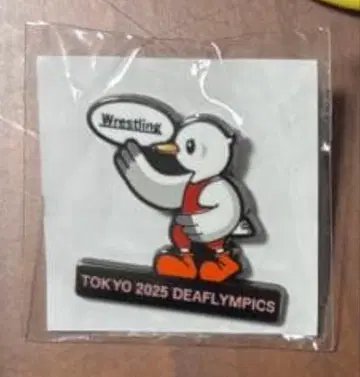 Wrestling
TOKYO 2025 DEAFLYMPICS